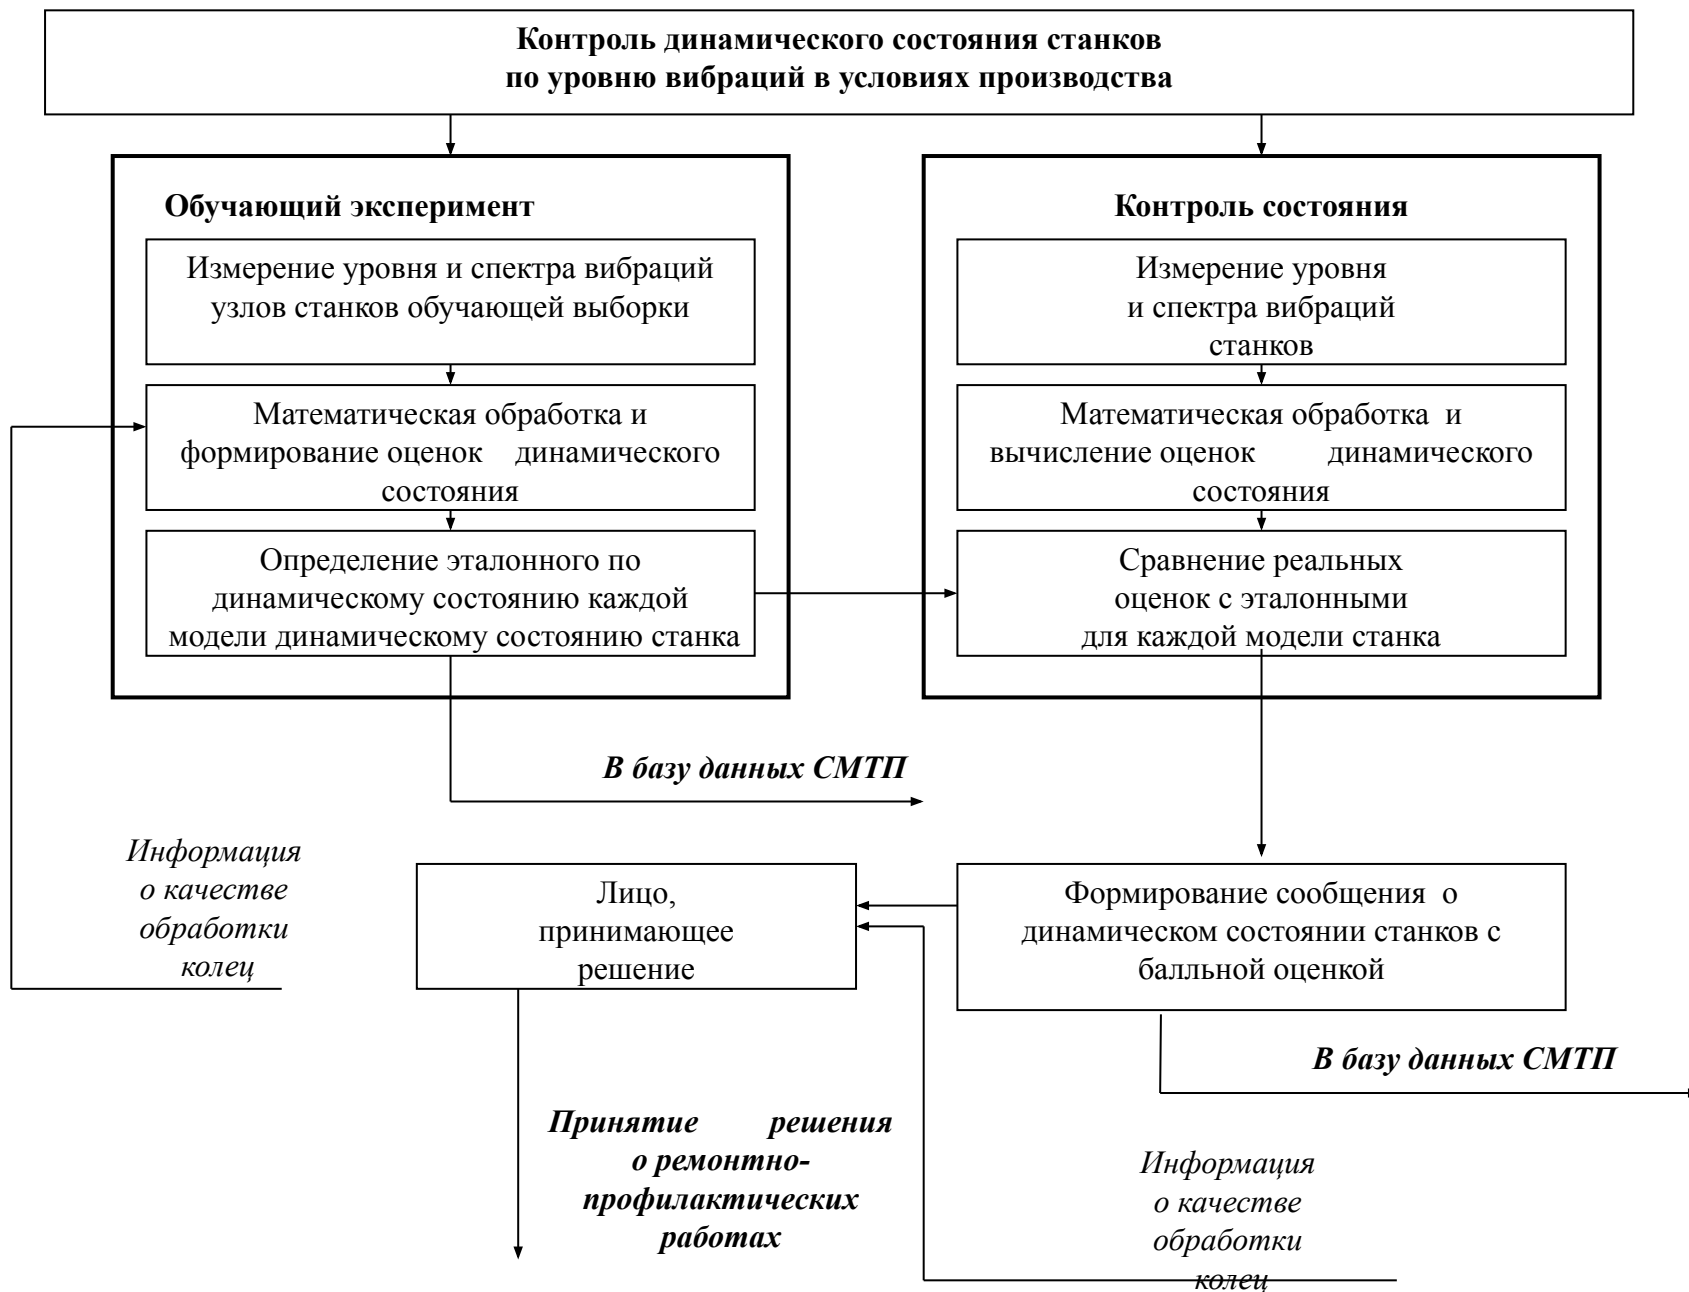 Контроль динамического состояния станков
по уровню вибраций в условиях производства
Обучающий эксперимент
Измерение уровня и спектра вибраций
узлов станков обучающей выборки
Математическая обработка и
формирование оценок динамического
состояния
Определение эталонного по
динамическому состоянию каждой
модели динамическому состоянию станка
Контроль состояния
Измерение уровня
и спектра вибраций
станков
Математическая обработка и
вычисление оценок динамического
состояния
Сравнение реальных
оценок с эталонными
для каждой модели станка
В базу данных СМТП
Информация
о качестве
обработки
колец
Лицо,
принимающее
решение
Формирование сообщения о
динамическом состоянии станков с
балльной оценкой
В базу данных СМТП
Принятие решения
о ремонтно-
профилактических
работах
Информация
о качестве
обработки
колец